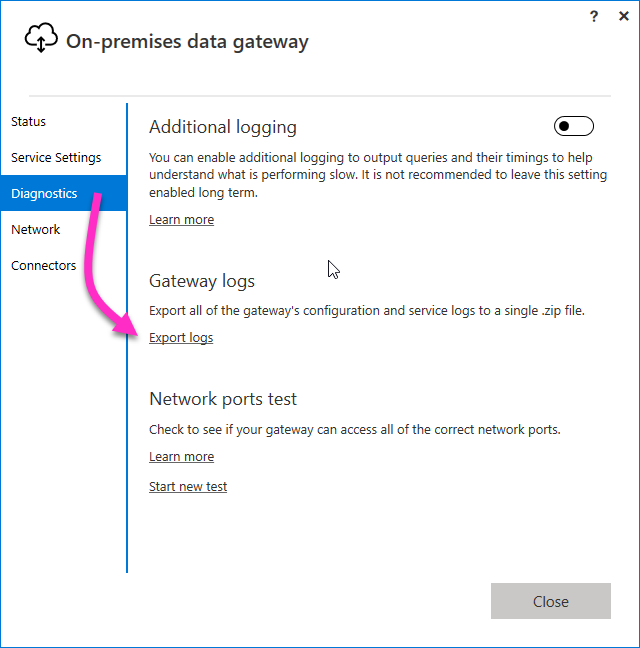 ? ×
On-premises data gateway
Status
Service Settings
Diagnostics
Network
Connectors
Additional logging
You can enable additional logging to output queries and their timings to help
understand what is performing slow. It is not recommended to leave this setting
enabled long term.
Learn more
Gateway logs
Export all of the gateway's configuration and service logs to a single .zip file.
Export logs
Network ports test
Check to see if your gateway can access all of the correct network ports.
Learn more
Start new test
Close